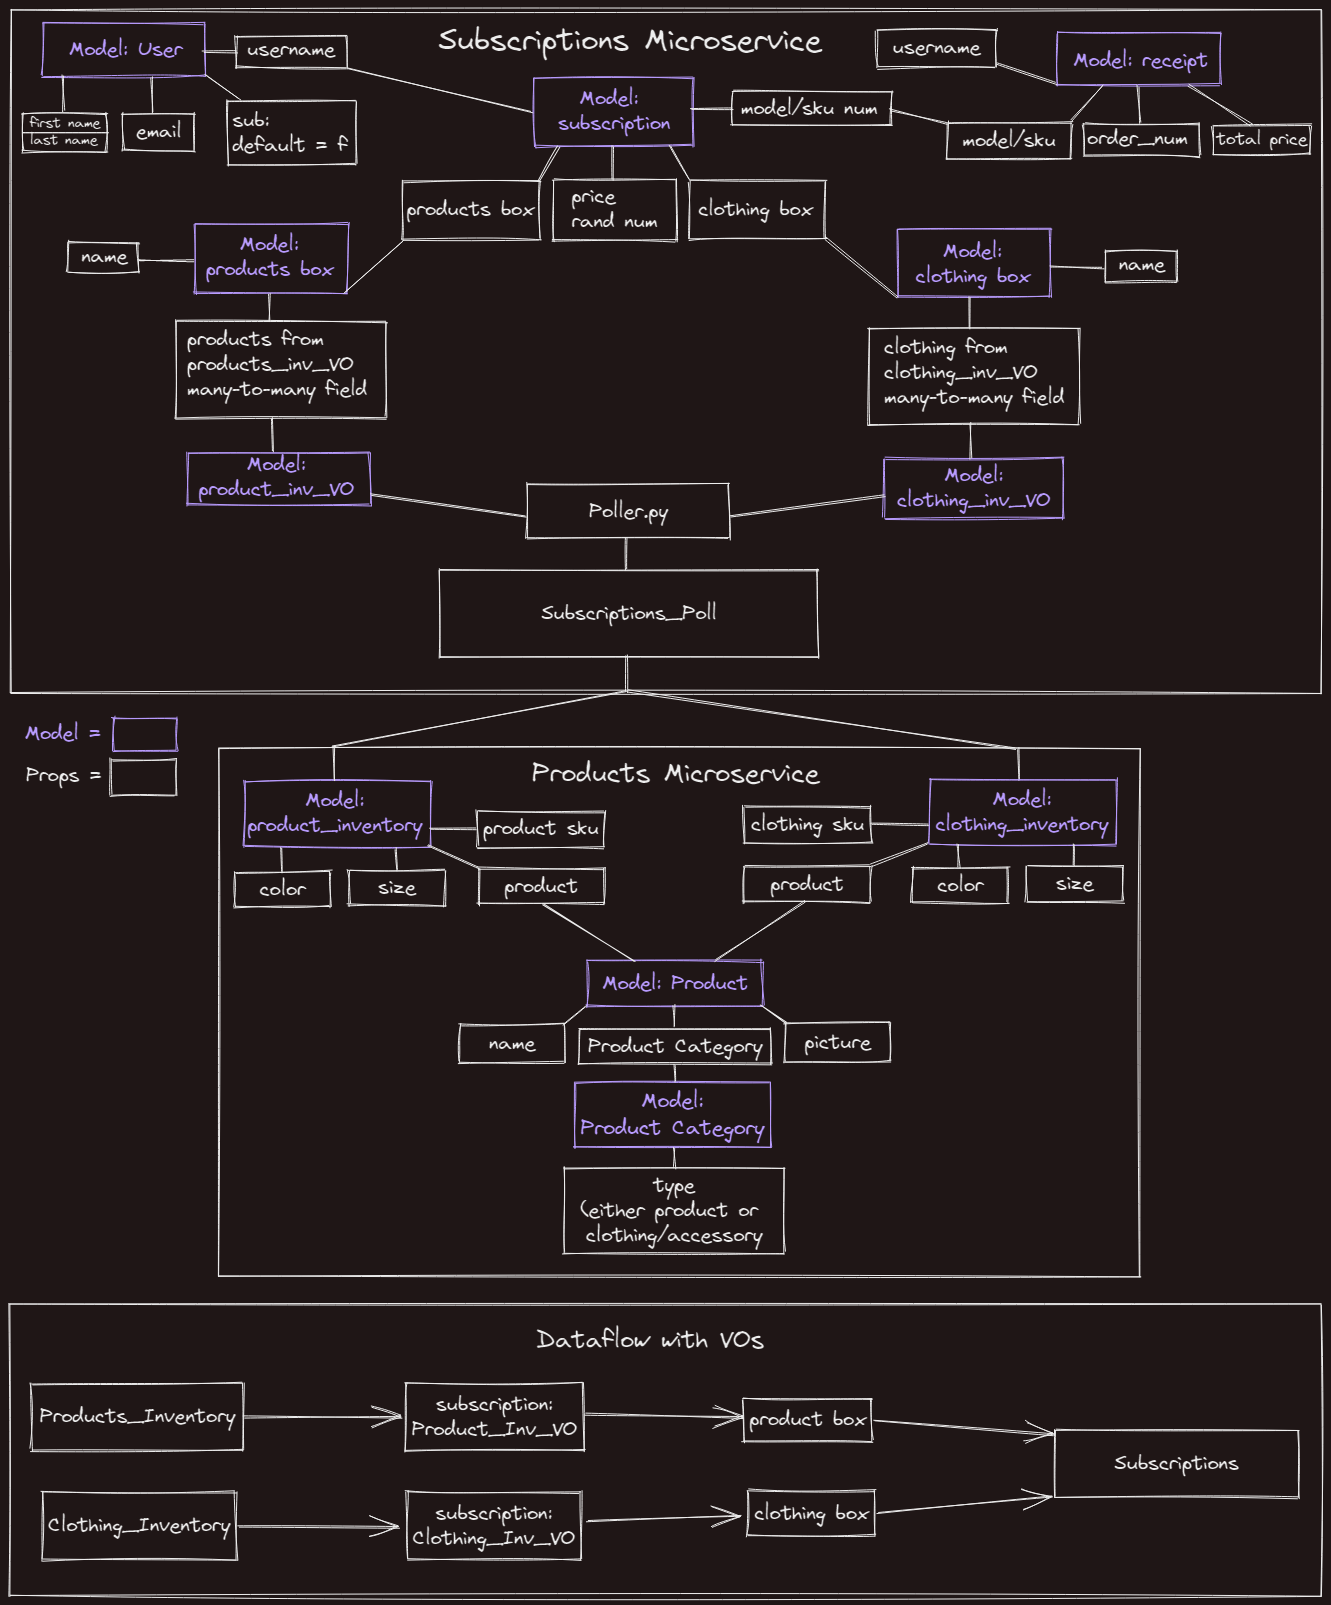 Subscriptions Microservice
Model: User
username
first name
last name
email
sub:
default = f
Model:
subscription
model/sku num
username
Model: receipt
model/sku
order_num
total price
products box
price
rand num
clothing box
name
Model:
products box
Model:
clothing box
name
products from
products_inv_VO
many-to-many field
clothing from
clothing_inv_VO
many-to-many field
Model:
product_inv_VO
Poller.py
Model:
clothing_inv_VO
Subscriptions_Poll
Model =
Props =
Products Microservice
Model:
product_inventory
product sku
clothing sku
Model:
clothing_inventory
color
size
product
product
color
size
Model: Product
name
Product Category
picture
Model:
Product Category
type
(either product or
clothing/accessory
Dataflow with VOs
Products_Inventory
subscription:
Product_Inv_VO
product box
Subscriptions
Clothing_Inventory
subscription:
Clothing_Inv_VO
clothing box